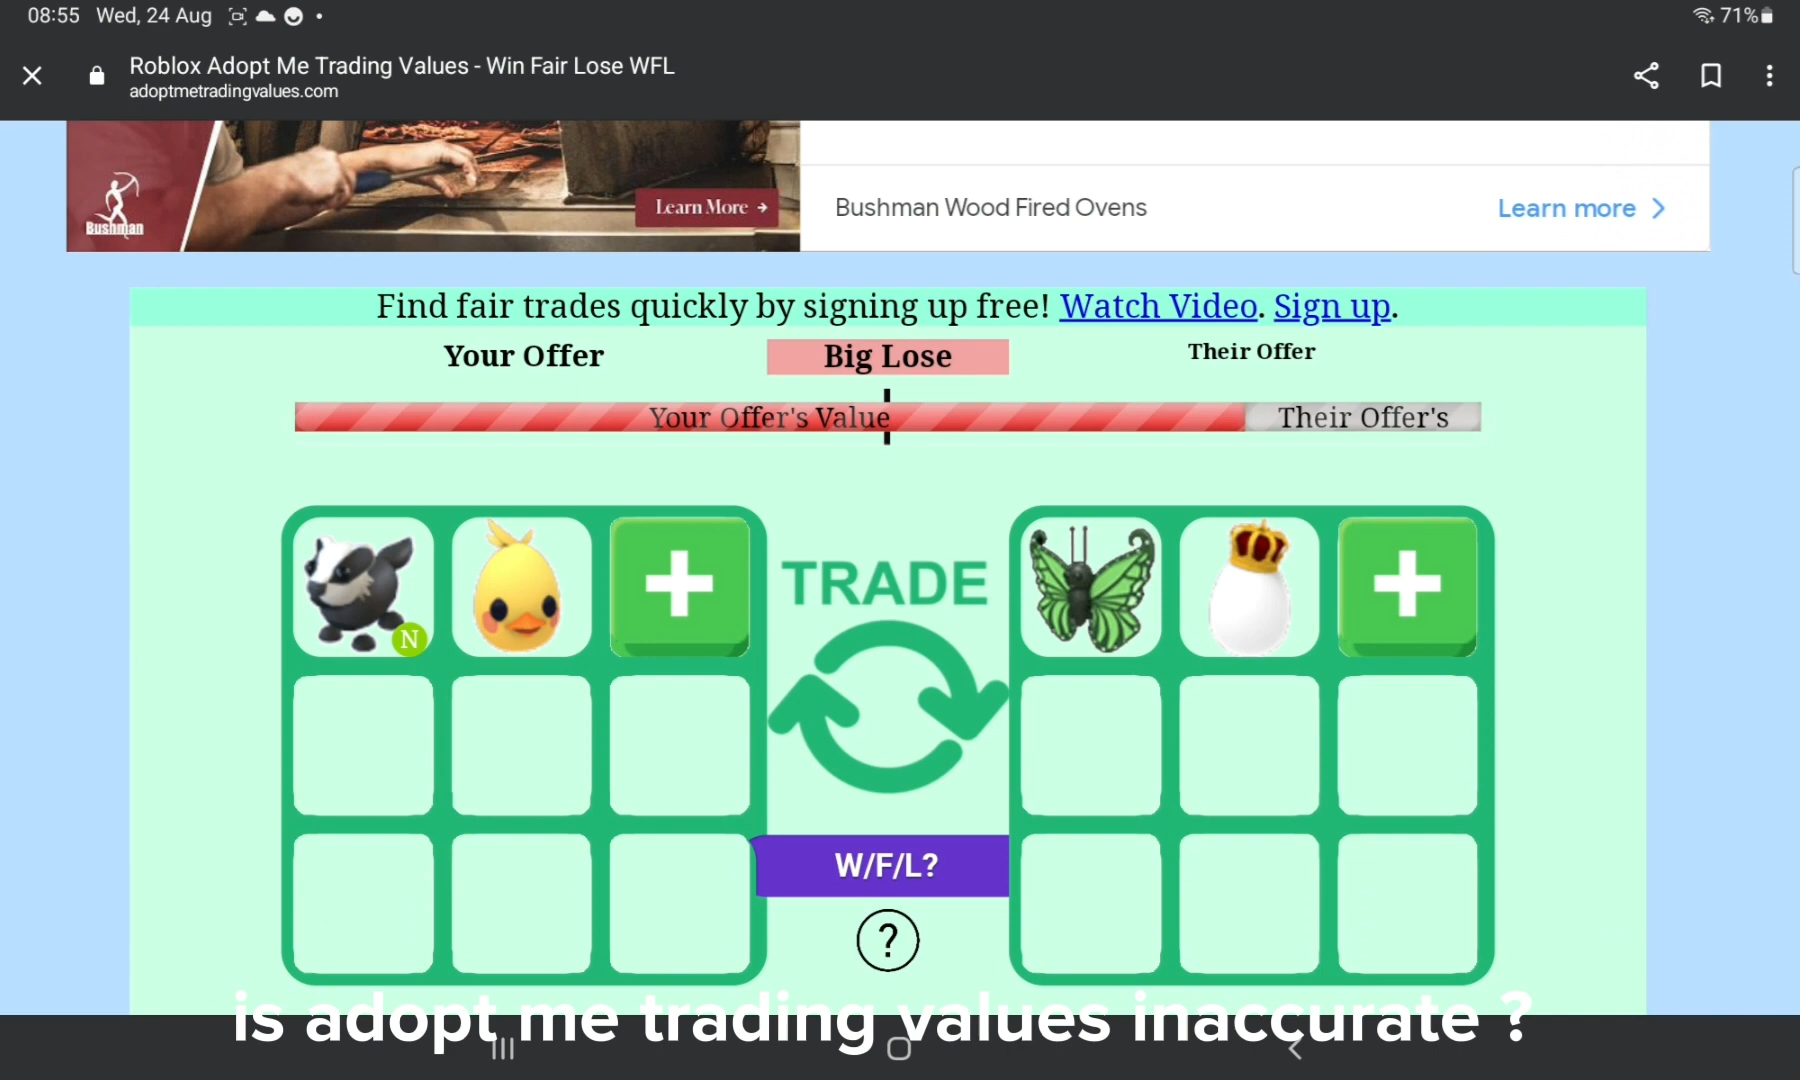 08:55 Wed, 24 Aug
71%
Roblox Adopt Me Trading Values - Win Fair Lose WFL
adoptmetradingvalues.com
Bushman
Learn More
Bushman Wood Fired Ovens
Learn more
Find fair trades quickly by signing up free! Watch Video. Sign up.
Your Offer
Big Lose
Their Offer
Your Offer's Value
Their Offer's
N
TRADE
W/F/L?
?
is adopt me trading values inaccurate ?